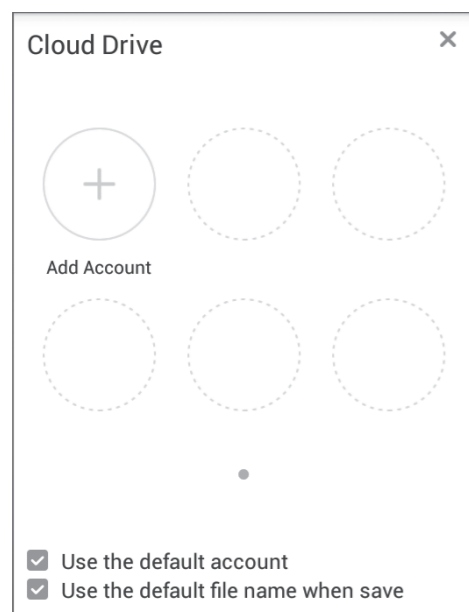 Cloud Drive
Add Account
Use the default account
Use the default file name when save